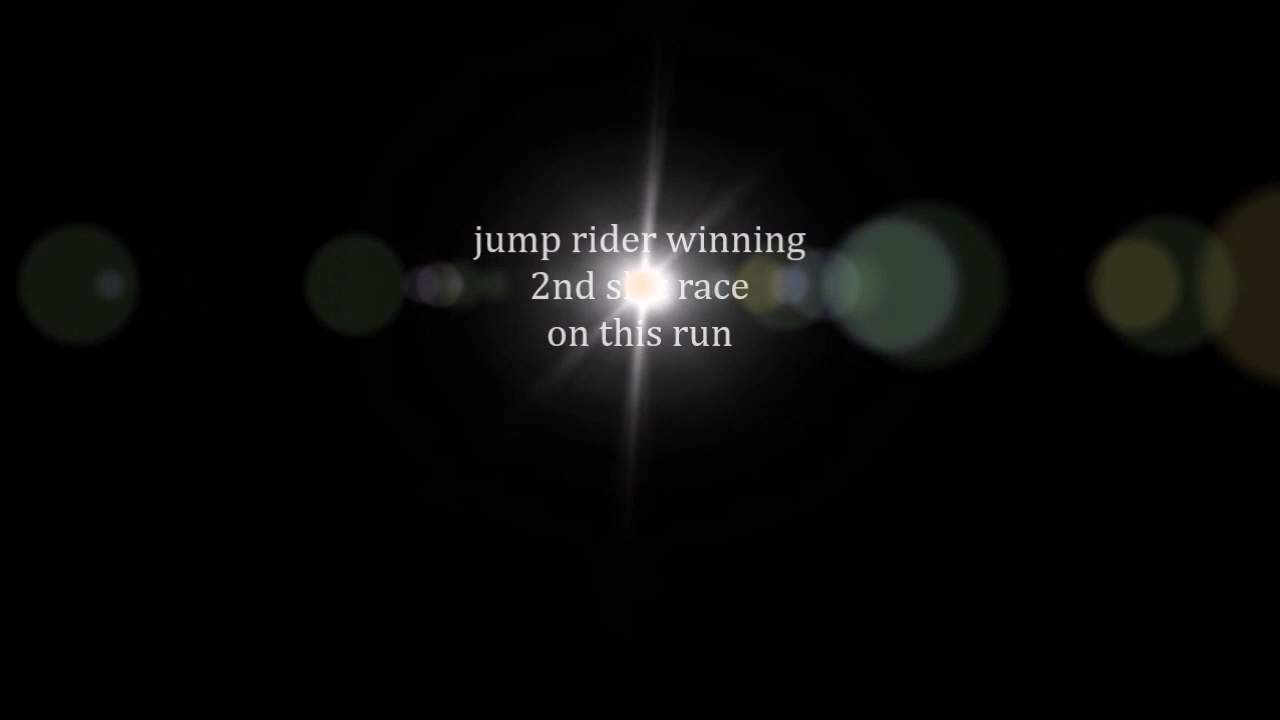 jump rider winning
2nd race
on this run